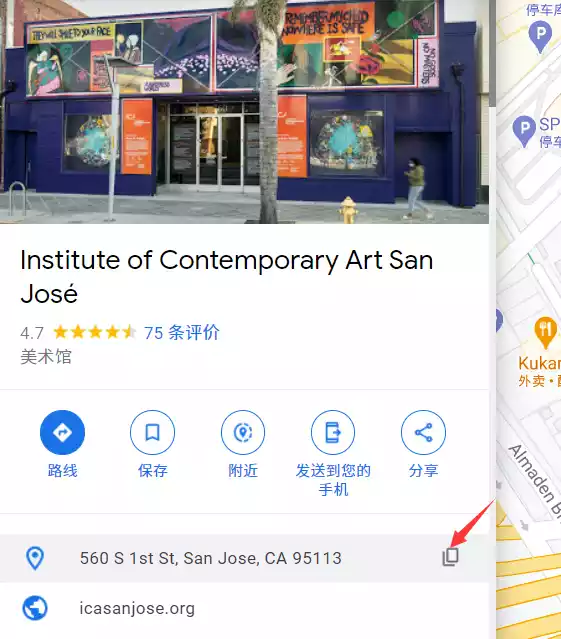 THEY WILL SMILE TO YOUR FACE
REMEMBER MY CHILD
NOWHERE IS SAFE
停车库
P
P
SP
停车
Institute of Contemporary Art San
José
4.7 75 条评价
美术馆
Kukar
外卖 •
路线
保存
附近
发送到您的
手机
分享
Almaden B
560 S 1st St, San Jose, CA 95113
icasanjose.org